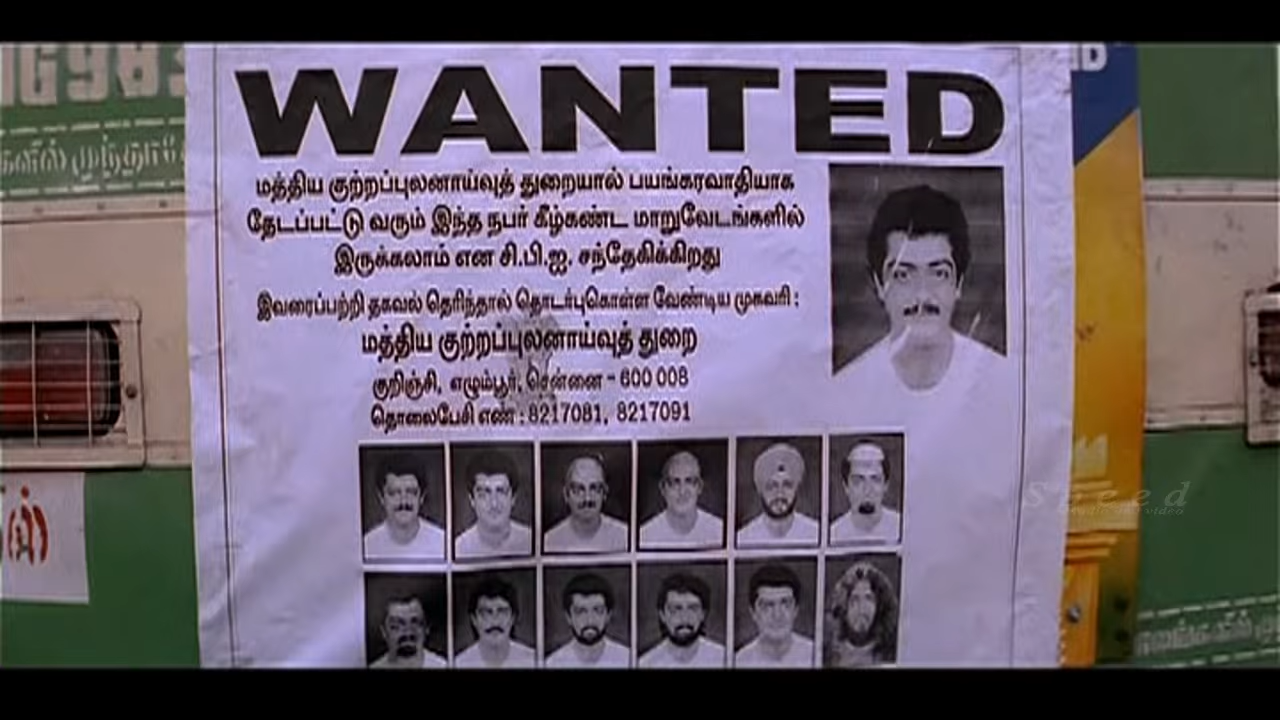 WANTED
மத்திய குற்றப்புலனாய்வுத் துறையால் பயங்கரவாதியாக
தேடப்பட்டு வரும் இந்த நபர் கீழ்கண்ட மாறுவேடங்களில்
இருக்கலாம் என சி.பி.ஐ. சந்தேகிக்கிறது
இவரைப்பற்றி தகவல் தெரிந்தால் தொடர்புகொள்ள வேண்டிய முகவரி :
மத்திய குற்றப்புலனாய்வுத் துறை
குறிஞ்சி, எழும்பூர், சென்னை - 600 008
தொலைபேசி எண் : 8217081, 8217091
Speed